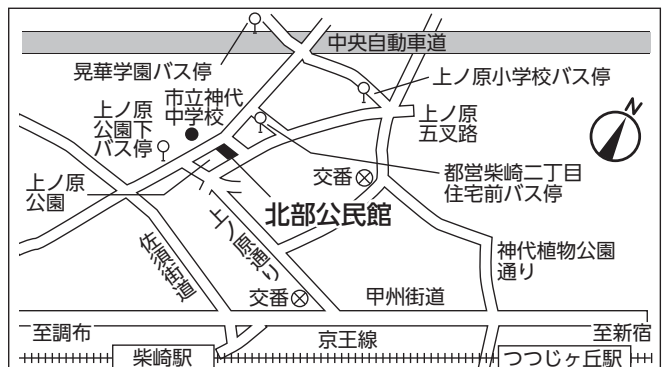 中央自動車道
晃華学園バス停
上ノ原小学校バス停
市立神代
中学校
上ノ原
公園下
バス停
上ノ原
五叉路
N
都営柴崎二丁目
住宅前バス停
交番
上ノ原
公園
北部公民館
上ノ原通り
佐須街道
神代植物公園
通り
交番
甲州街道
至調布
京王線
至新宿
柴崎駅
つつじヶ丘駅